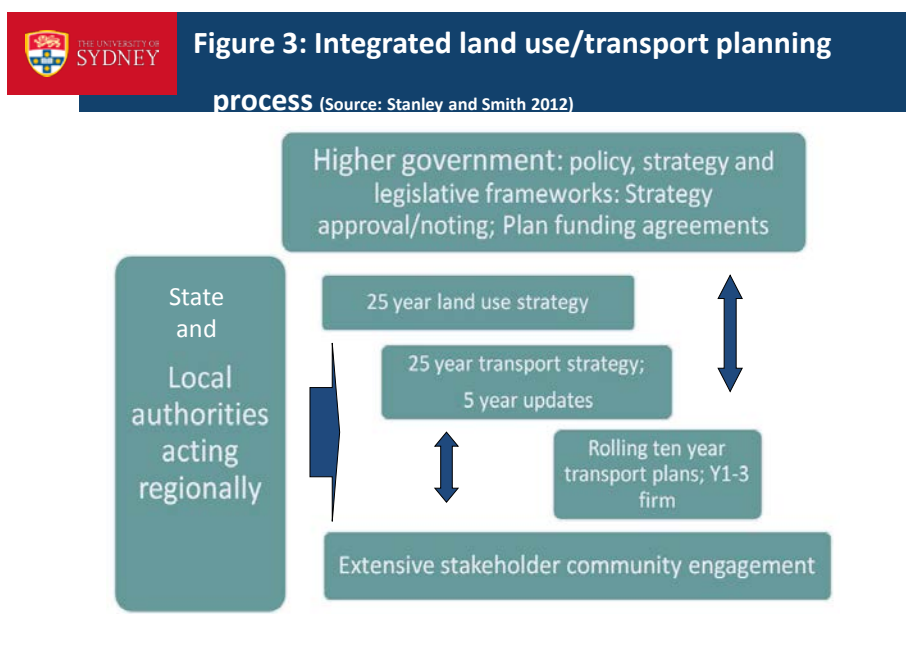 THE UNIVERSITY OF
SYDNEY
Figure 3: Integrated land use/transport planning
process (Source: Stanley and Smith 2012)
Higher government: policy, strategy and
legislative frameworks: Strategy
approval/noting; Plan funding agreements
State
and
Local
authorities
acting
regionally
25 year land use strategy
25 year transport strategy;
5 year updates
Rolling ten year
transport plans; Y1-3
firm
Extensive stakeholder community engagement